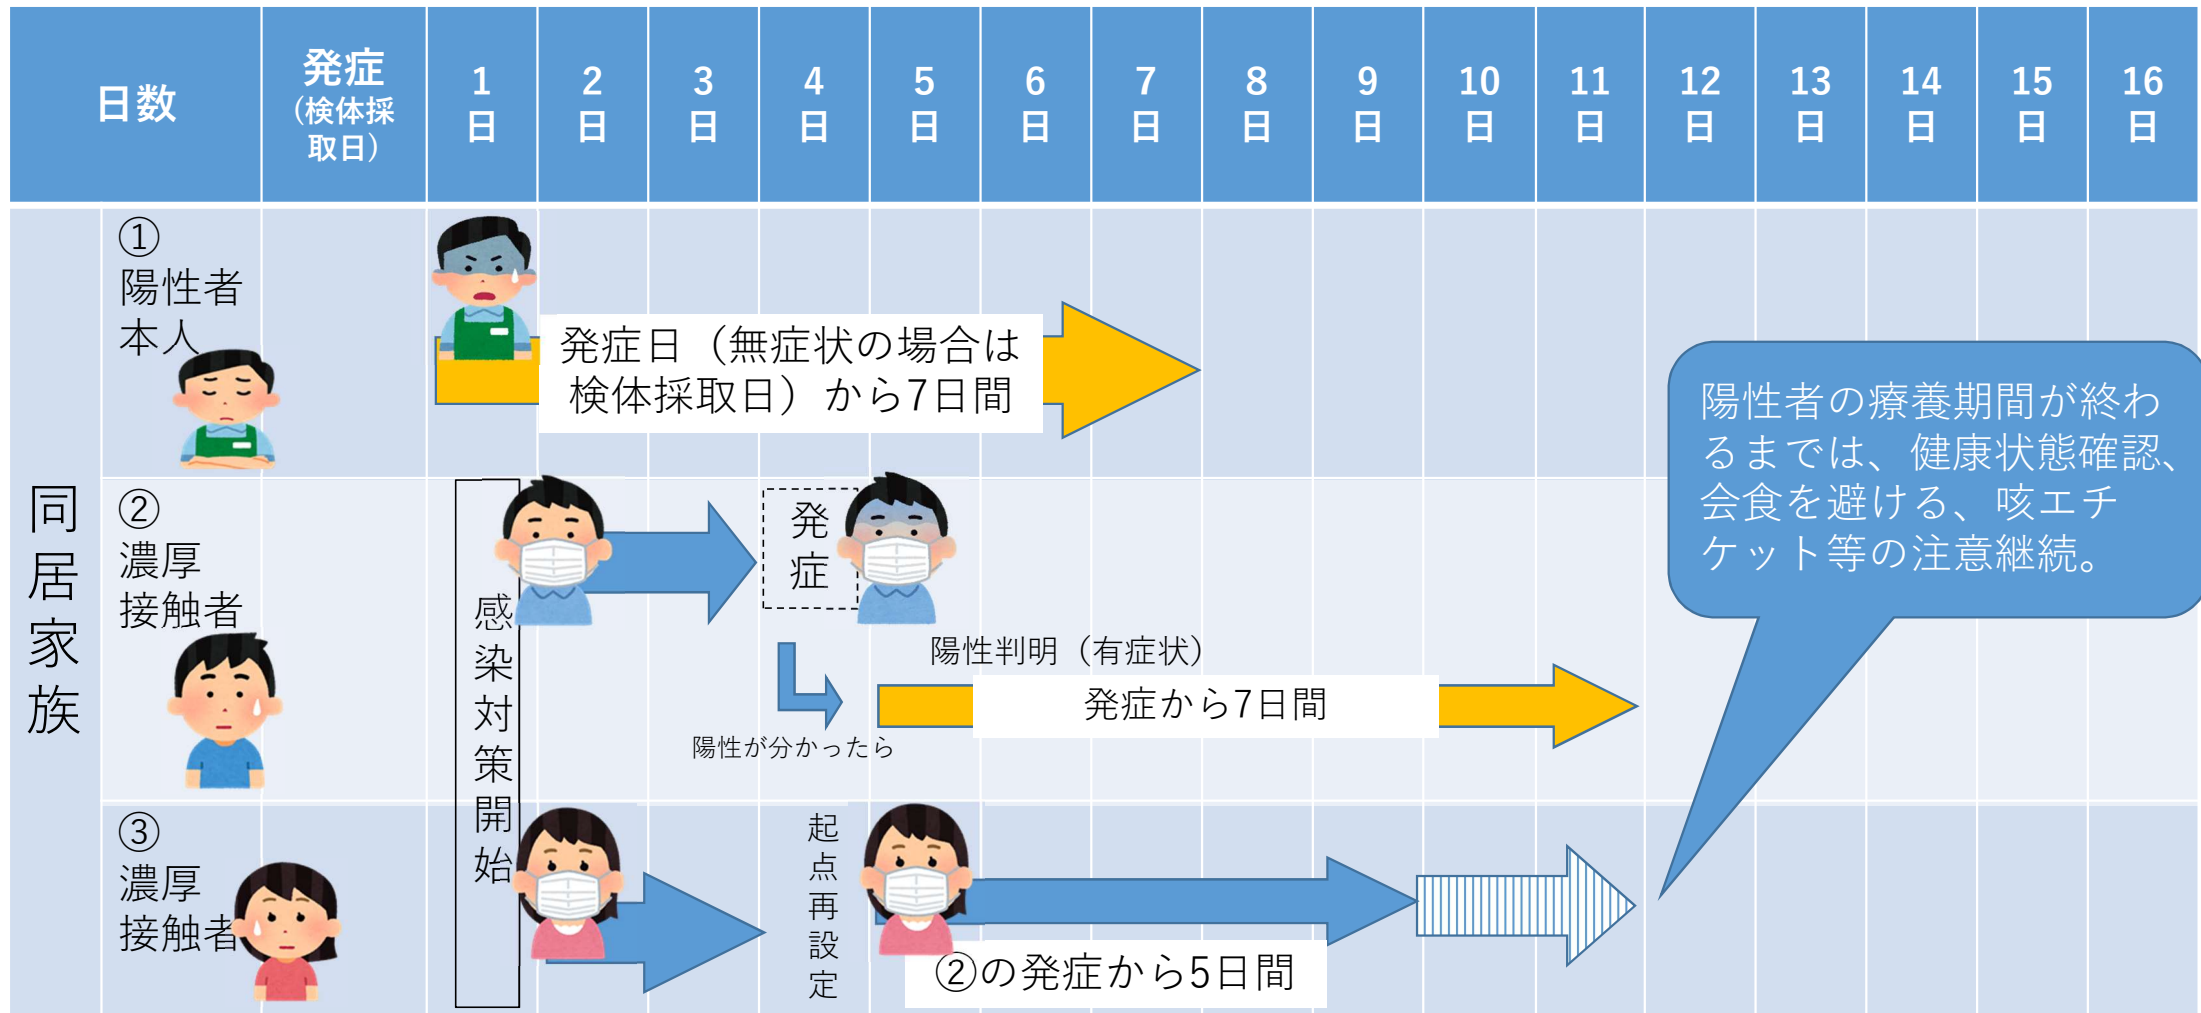 日数
発症
(検体採
取日)
1
日
2
日
3
日
4
日
5
日
6
日
7
日
8
日
9
日
10
日
11
日
12
日
13
日
14
日
15
日
16
日
同居家族
①
陽性者
本人
発症日（無症状の場合は
検体採取日）から7日間
②
濃厚
接触者
感染対策開始
発症
陽性が分かったら
陽性判明（有症状）
発症から7日間
陽性者の療養期間が終わ
るまでは、健康状態確認、
会食を避ける、咳エチ
ケット等の注意継続。
③
濃厚
接触者
起点再設定
②の発症から5日間